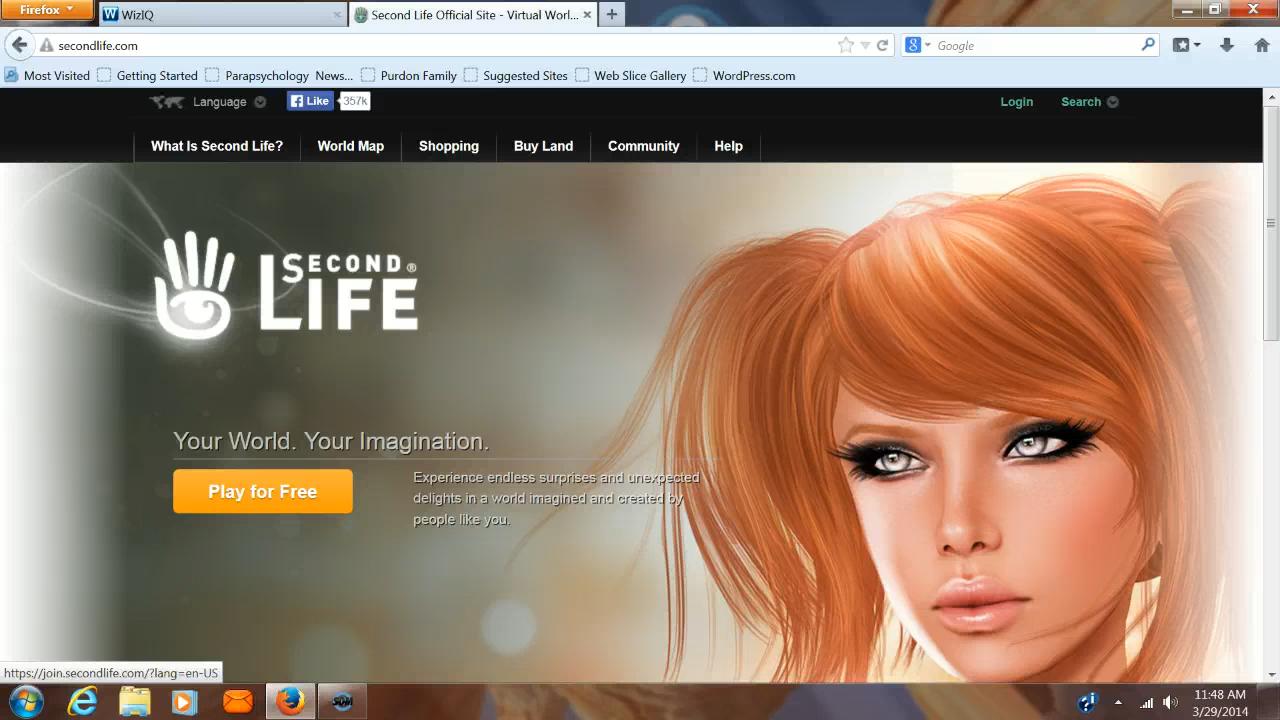 Firefox
WizIQ
Second Life Official Site - Virtual Worl...
secondlife.com
Google
Most Visited Getting Started Parapsychology News... Purdon Family Suggested Sites Web Slice Gallery WordPress.com
Language Like 357k Login Search
What Is Second Life? World Map Shopping Buy Land Community Help
SECOND®
LIFE
Your World. Your Imagination.
Play for Free
Experience endless surprises and unexpected
delights in a world imagined and created by
people like you.
https://join.secondlife.com/?lang=en-US
11:48 AM
3/29/2014